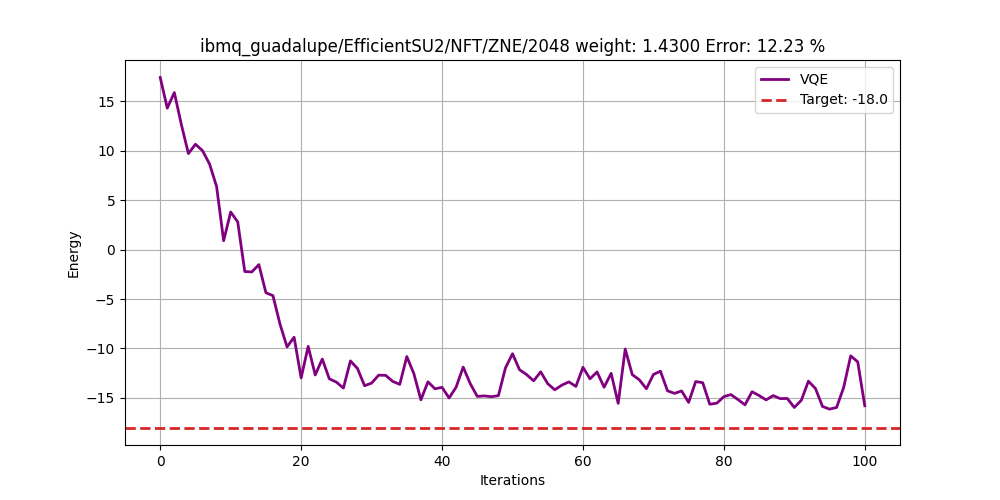 ibmq_guadalupe/EfficientSU2/NFT/ZNE/2048 weight: 1.4300 Error: 12.23 %
VQE
Target: -18.0
15
10
5
0
−5
−10
−15
Energy
0 20 40 60 80 100
Iterations